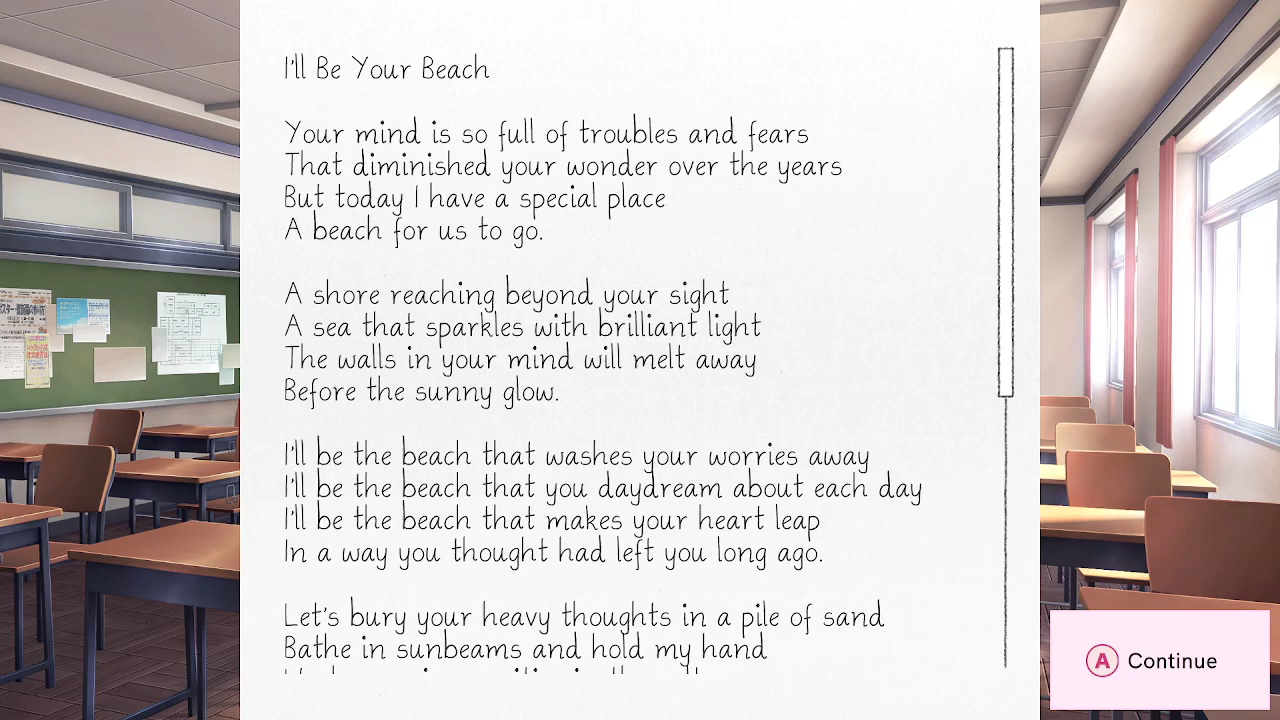 I'll Be Your Beach
Your mind is so full of troubles and fears
That diminished your wonder over the years
But today I have a special place
A beach for us to go.
A shore reaching beyond your sight
A sea that sparkles with brilliant light
The walls in your mind will melt away
Before the sunny glow.
I'll be the beach that washes your worries away
I'll be the beach that you daydream about each day
I'll be the beach that makes your heart leap
In a way you thought had left you long ago.
Let's bury your heavy thoughts in a pile of sand
Bathe in sunbeams and hold my hand
A Continue